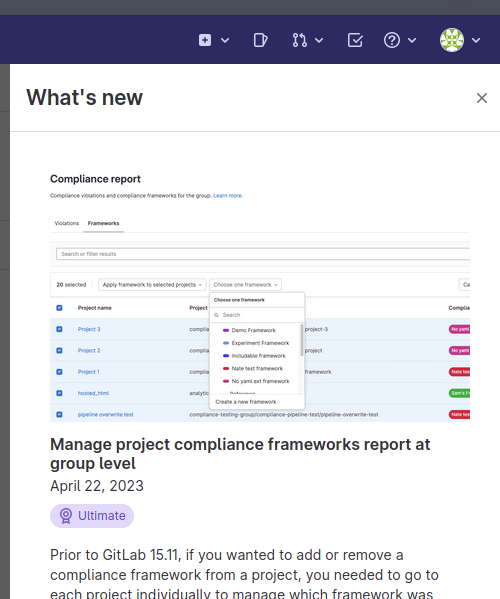 What's new
Compliance report
Compliance violations and compliance frameworks for the group. Learn more.
Violations Frameworks
Search or filter results
20 selected Apply framework to selected projects Choose one framework Ca
Choose one framework
Project name Project Complia
Search
Project 3 complia project-3 No yaml
Demo Framework
Experiment Framework
Project 2 complia project No yaml
Includable framework
Project 1 complia framework Nate test
Nate test framework
No yaml ext framework
hosted_html analytic Sam's F
Create a new framework
pipeline overwrite test compliance-testing-group/compliance-pipeline-test/pipeline-overwrite-test Nate test
Manage project compliance frameworks report at
group level
April 22, 2023
Ultimate
Prior to GitLab 15.11, if you wanted to add or remove a
compliance framework from a project, you needed to go to
each project individually to manage which framework was